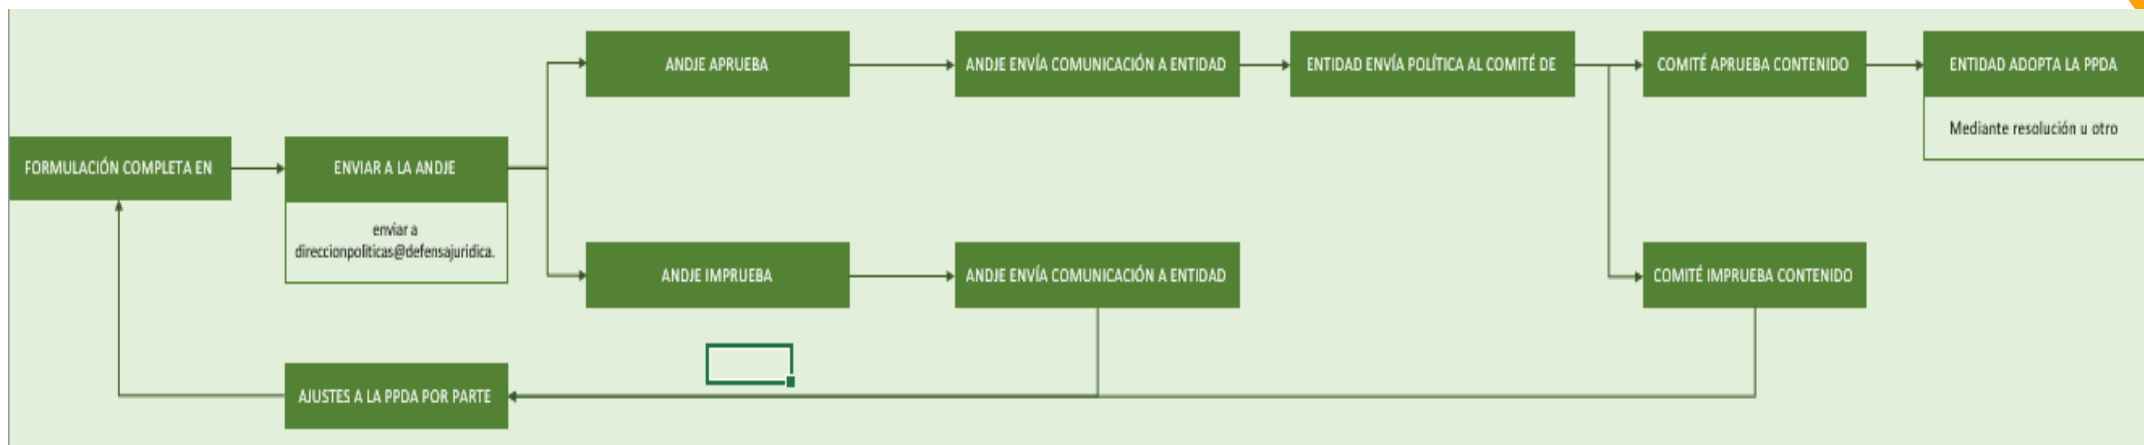 ANDJE APRUEBA
ANDJE ENVÍA COMUNICACIÓN A ENTIDAD
ENTIDAD ENVÍA POLÍTICA AL COMITÉ DE
COMITÉ APRUEBA CONTENIDO
ENTIDAD ADOPTA LA PPDA
Mediante resolución u otro
FORMULACIÓN COMPLETA EN
ENVIAR A LA ANDJE
enviar a
direccionpoliticas@defensajuridica.
ANDJE IMPRUEBA
ANDJE ENVÍA COMUNICACIÓN A ENTIDAD
COMITÉ IMPRUEBA CONTENIDO
AJUSTES A LA PPDA POR PARTE